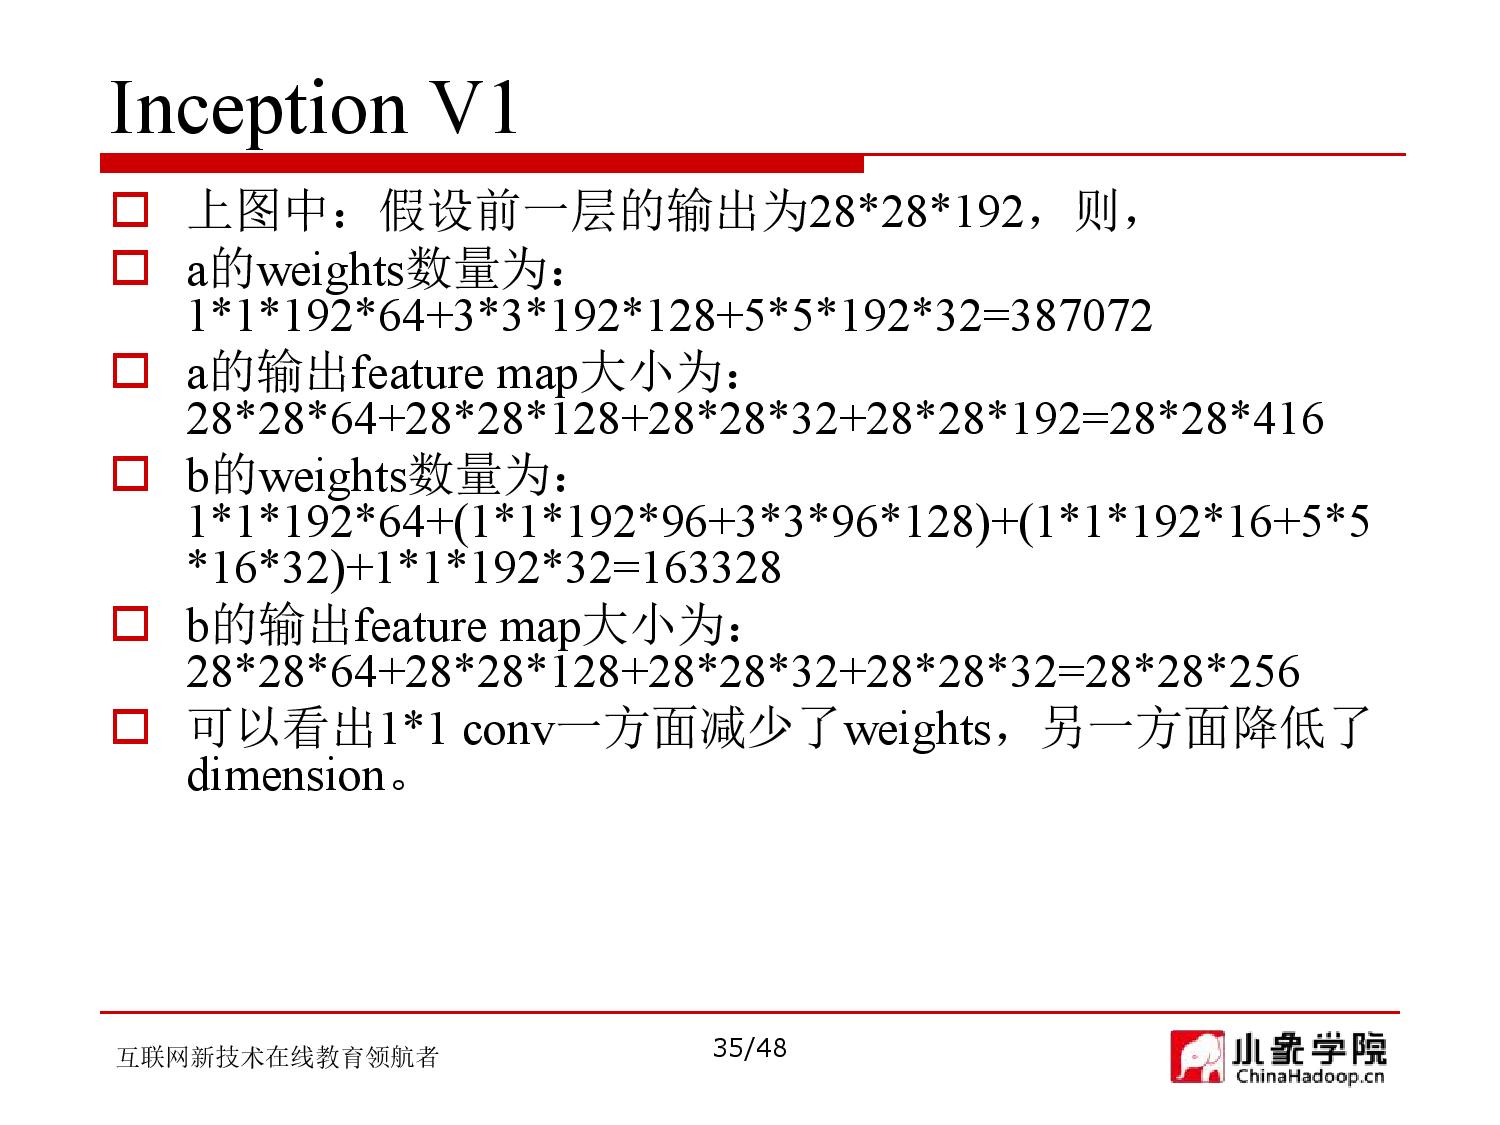 Inception V1
上图中：假设前一层的输出为28*28*192，则，
a的weights数量为：
1*1*192*64+3*3*192*128+5*5*192*32=387072
a的输出feature map大小为：
28*28*64+28*28*128+28*28*32+28*28*192=28*28*416
b的weights数量为：
1*1*192*64+(1*1*192*96+3*3*96*128)+(1*1*192*16+5*5
*16*32)+1*1*192*32=163328
b的输出feature map大小为：
28*28*64+28*28*128+28*28*32+28*28*32=28*28*256
可以看出1*1 conv一方面减少了weights，另一方面降低了
dimension。
互联网新技术在线教育领航者
35/48
小象学院
ChinaHadoop.cn